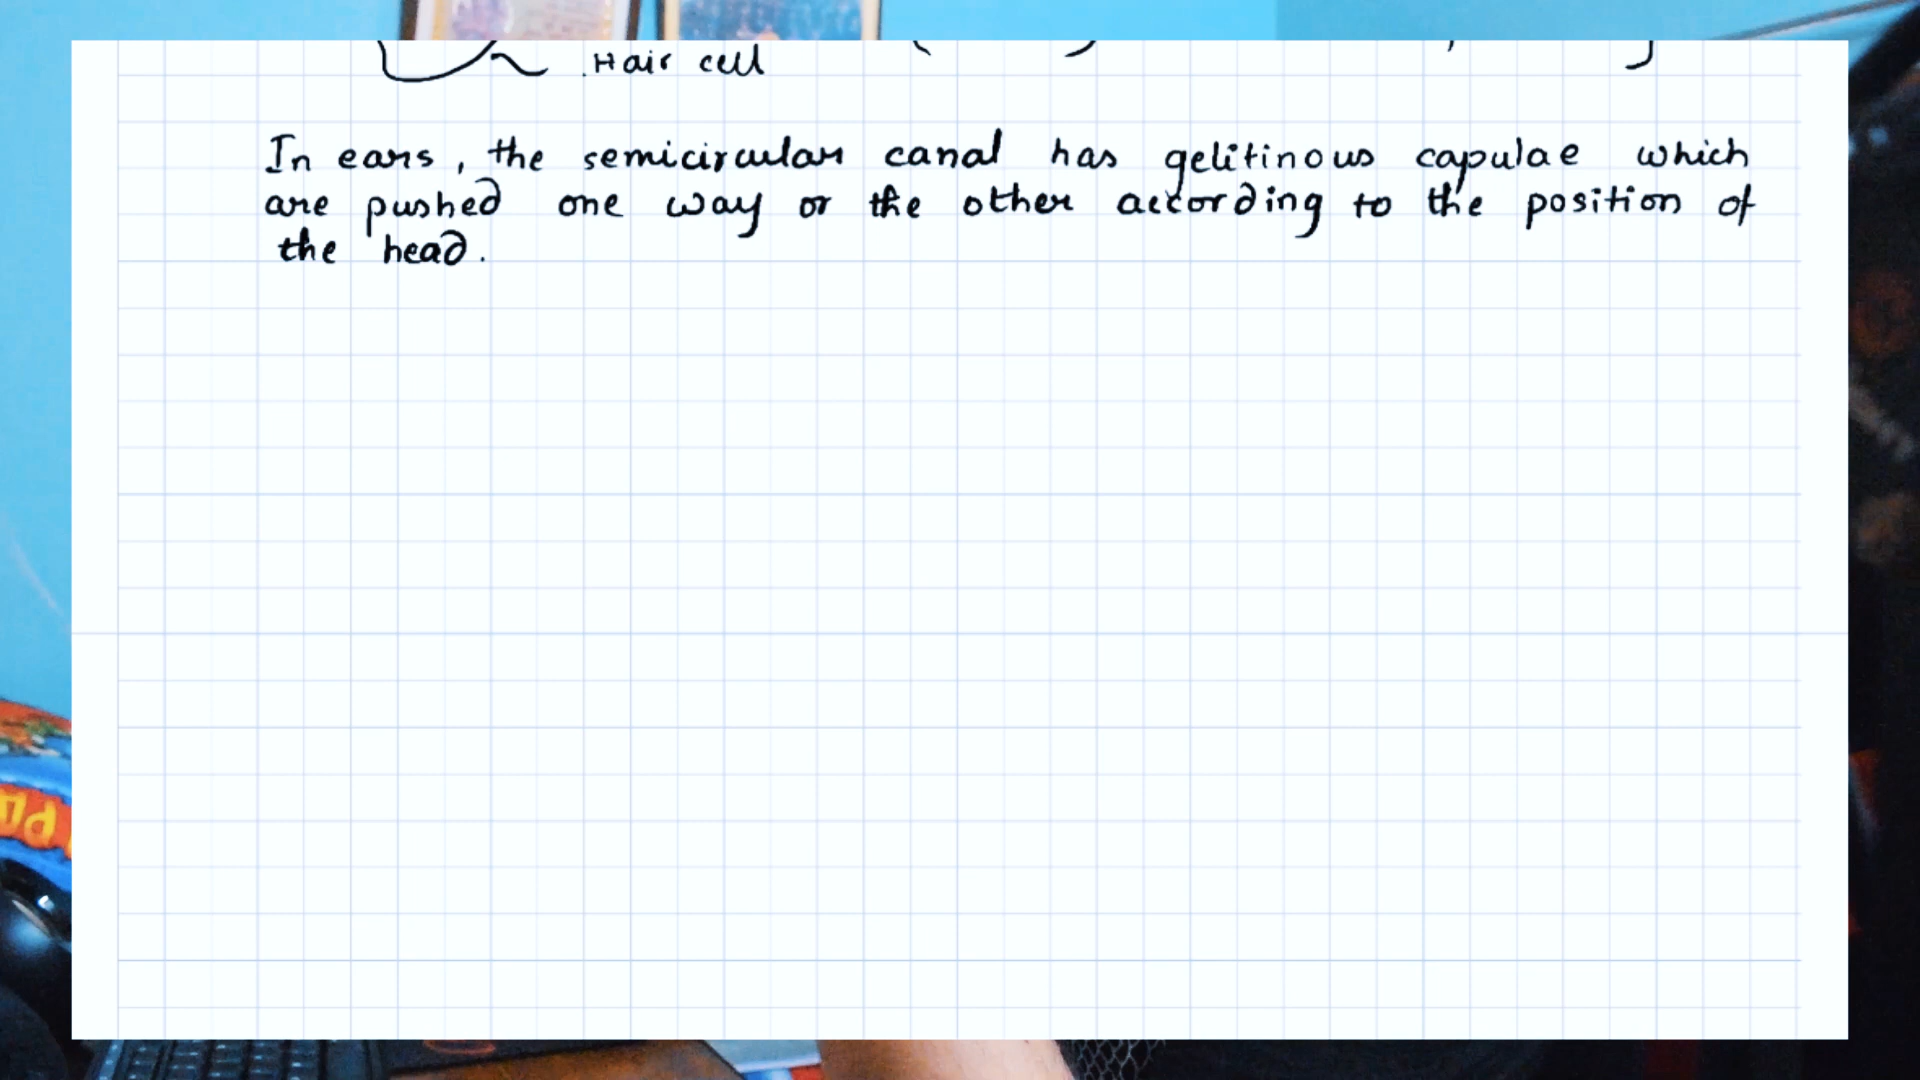 Hair cell
In ears, the semicircular canal has gelitinous capulae which
are pushed one way or the other according to the position of
the head.